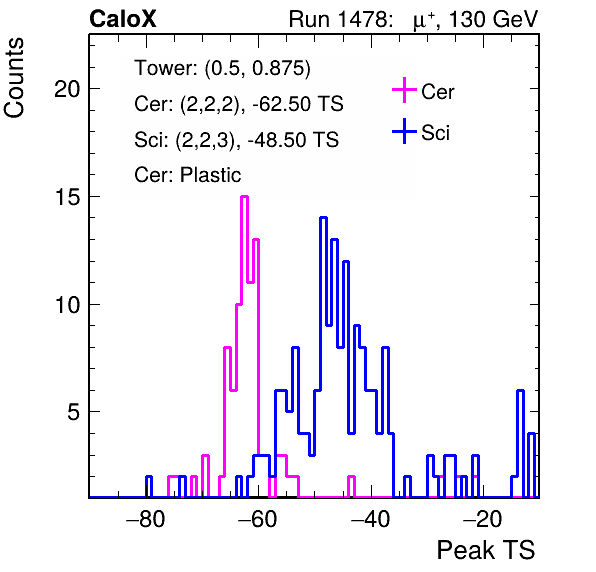 CaloX Run 1478: μ⁺, 130 GeV
Counts
Tower: (0.5, 0.875)
Cer: (2,2,2), -62.50 TS
Sci: (2,2,3), -48.50 TS
Cer: Plastic
Cer
Sci
20
15
10
5
−80 −60 −40 −20
Peak TS